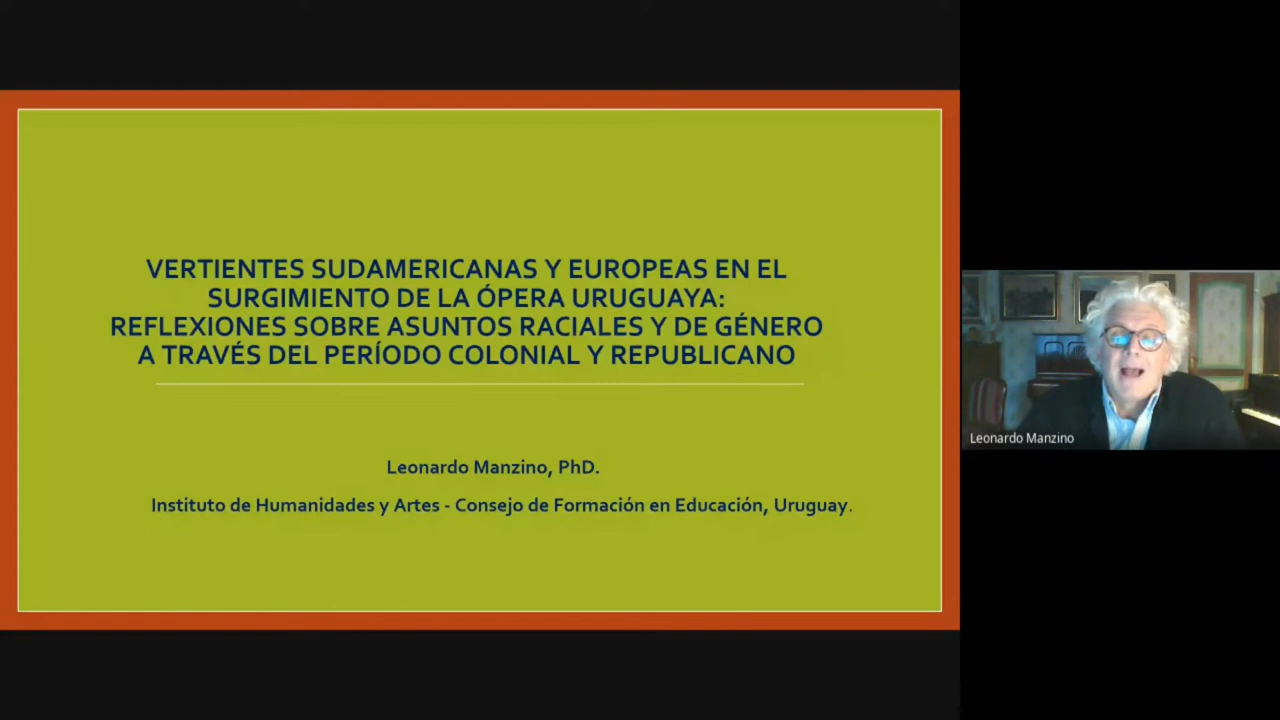 VERTIENTES SUDAMERICANAS Y EUROPEAS EN EL
SURGIMIENTO DE LA ÓPERA URUGUAYA:
REFLEXIONES SOBRE ASUNTOS RACIALES Y DE GÉNERO
A TRAVÉS DEL PERÍODO COLONIAL Y REPUBLICANO
Leonardo Manzino, PhD.
Instituto de Humanidades y Artes - Consejo de Formación en Educación, Uruguay.
Leonardo Manzino